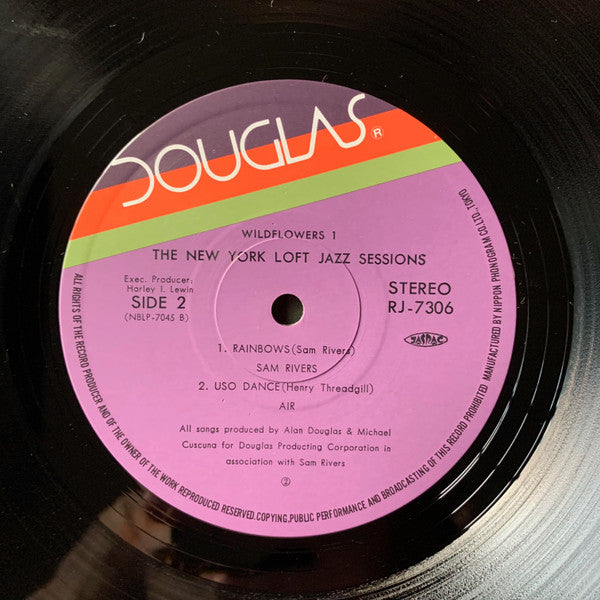 DOUGLAS®
WILDFLOWERS 1
THE NEW YORK LOFT JAZZ SESSIONS
Exec. Producer:
Harley I. Lewin
SIDE 2
(NBLP-7045 B)
STEREO
RJ-7306
JASRAC
1. RAINBOWS(Sam Rivers)
SAM RIVERS
2. USO DANCE(Henry Threadgill)
AIR
All songs produced by Alan Douglas & Michael
Cuscuna for Douglas Producting Corporation in
association with Sam Rivers
②
ALL RIGHTS OF THE RECORD PRODUCER AND OF THE OWNER OF THE WORK REPRODUCED RESERVED.COPYING,PUBLIC PERFORMANCE AND BROADCASTING OF THIS RECORD PROHIBITED MANUFACTURED BY NIPPON PHONOGRAM CO.,LTD., TOKYO